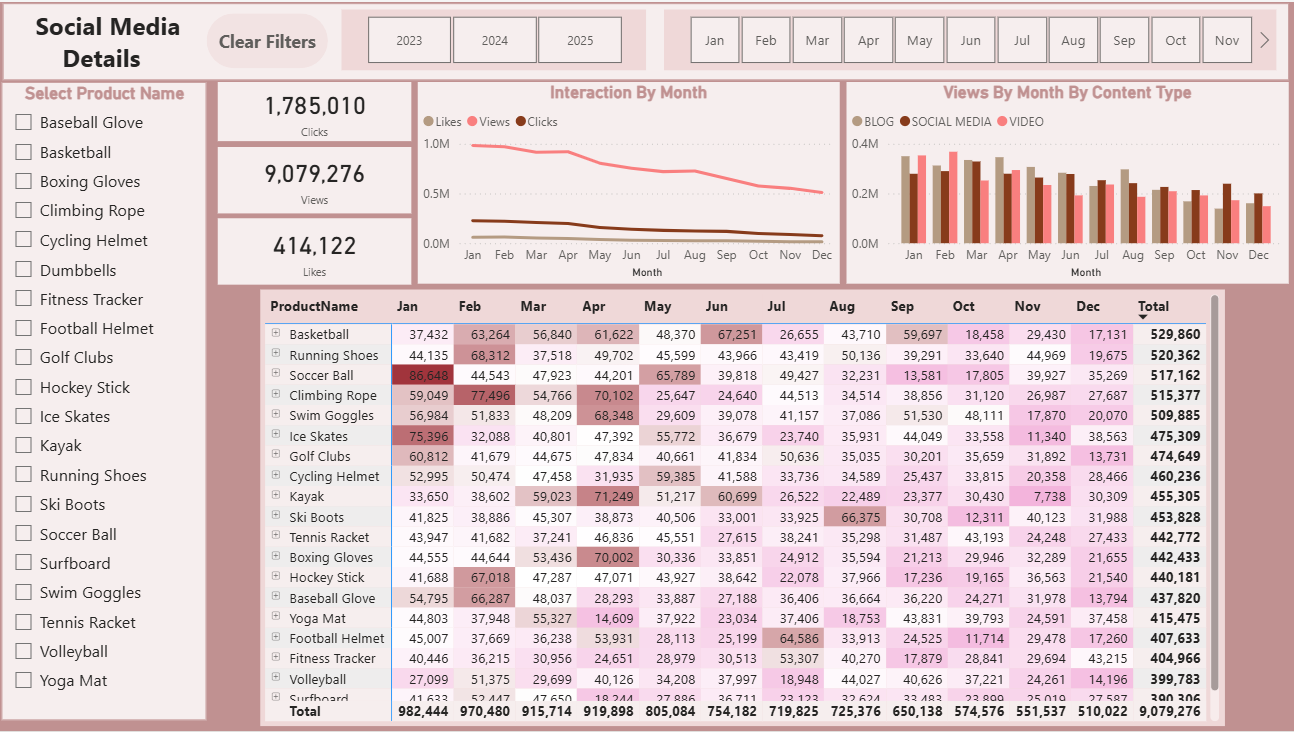 Social Media
Details
Clear Filters
2023 2024 2025
Jan Feb Mar Apr May Jun Jul Aug Sep Oct Nov
Select Product Name
Baseball Glove
Basketball
Boxing Gloves
Climbing Rope
Cycling Helmet
Dumbbells
Fitness Tracker
Football Helmet
Golf Clubs
Hockey Stick
Ice Skates
Kayak
Running Shoes
Ski Boots
Soccer Ball
Surfboard
Swim Goggles
Tennis Racket
Volleyball
Yoga Mat
1,785,010
Clicks
9,079,276
Views
414,122
Likes
Interaction By Month
Likes Views Clicks
1.0M
0.5M
0.0M
Jan Feb Mar Apr May Jun Jul Aug Sep Oct Nov Dec
Month
Views By Month By Content Type
BLOG SOCIAL MEDIA VIDEO
0.4M
0.2M
0.0M
Jan Feb Mar Apr May Jun Jul Aug Sep Oct Nov Dec
Month
ProductName Jan Feb Mar Apr May Jun Jul Aug Sep Oct Nov Dec Total
Basketball 37,432 63,264 56,840 61,622 48,370 67,251 26,655 43,710 59,697 18,458 29,430 17,131 529,860
Running Shoes 44,135 68,312 37,518 49,702 45,599 43,966 43,419 50,136 39,291 33,640 44,969 19,675 520,362
Soccer Ball 86,648 44,543 47,923 44,201 65,789 39,818 49,427 32,231 13,581 17,805 39,927 35,269 517,162
Climbing Rope 59,049 77,496 54,766 70,102 25,647 24,640 44,513 34,514 38,856 31,120 26,987 27,687 515,377
Swim Goggles 56,984 51,833 48,209 68,348 29,609 39,078 41,157 37,086 51,530 48,111 17,870 20,070 509,885
Ice Skates 75,396 32,088 40,801 47,392 55,772 36,679 23,740 35,931 44,049 33,558 11,340 38,563 475,309
Golf Clubs 60,812 41,679 44,675 47,834 40,661 41,834 50,636 35,035 30,201 35,659 31,892 13,731 474,649
Cycling Helmet 52,995 50,474 47,458 31,935 59,385 41,588 33,736 34,589 25,437 33,815 20,358 28,466 460,236
Kayak 33,650 38,602 59,023 71,249 51,217 60,699 26,522 22,489 23,377 30,430 7,738 30,309 455,305
Ski Boots 41,825 38,886 45,307 38,873 40,506 33,001 33,925 66,375 30,708 12,311 40,123 31,988 453,828
Tennis Racket 43,947 41,682 37,241 46,836 45,551 27,615 38,241 35,298 31,487 43,193 24,248 27,433 442,772
Boxing Gloves 44,555 44,644 53,436 70,002 30,336 33,851 24,912 35,594 21,213 29,946 32,289 21,655 442,433
Hockey Stick 41,688 67,018 47,287 47,071 43,927 38,642 22,078 37,966 17,236 19,165 36,563 21,540 440,181
Baseball Glove 54,795 66,287 48,037 28,293 33,887 27,188 36,406 36,664 36,220 24,271 31,978 13,794 437,820
Yoga Mat 44,803 37,948 55,327 14,609 37,922 23,034 37,406 18,753 43,831 39,793 24,591 37,458 415,475
Football Helmet 45,007 37,669 36,238 53,931 28,113 25,199 64,586 33,913 24,525 11,714 29,478 17,260 407,633
Fitness Tracker 40,446 36,215 30,956 24,651 28,979 30,513 53,307 40,270 17,879 28,841 29,694 43,215 404,966
Volleyball 27,099 51,375 29,699 40,126 34,208 37,997 18,948 44,027 40,626 37,221 24,261 14,196 399,783
Surfboard 41,633 52,447 47,650 18,244 27,886 36,711 23,123 32,624 33,483 23,899 25,019 27,587 390,306
Total 982,444 970,480 915,714 919,898 805,084 754,182 719,825 725,376 650,138 574,576 551,537 510,022 9,079,276